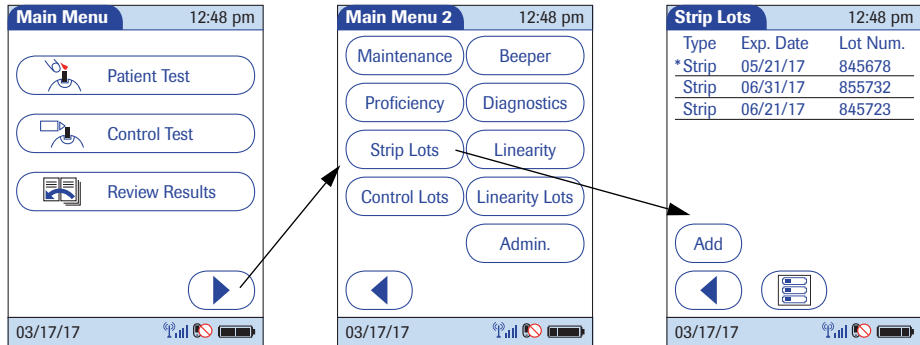 Main Menu 12:48 pm
Patient Test
Control Test
Review Results
03/17/17
Main Menu 2 12:48 pm
Maintenance Beeper
Proficiency Diagnostics
Strip Lots Linearity
Control Lots Linearity Lots
Admin.
03/17/17
Strip Lots 12:48 pm
Type Exp. Date Lot Num.
*Strip 05/21/17 845678
Strip 06/31/17 855732
Strip 06/21/17 845723
Add
03/17/17